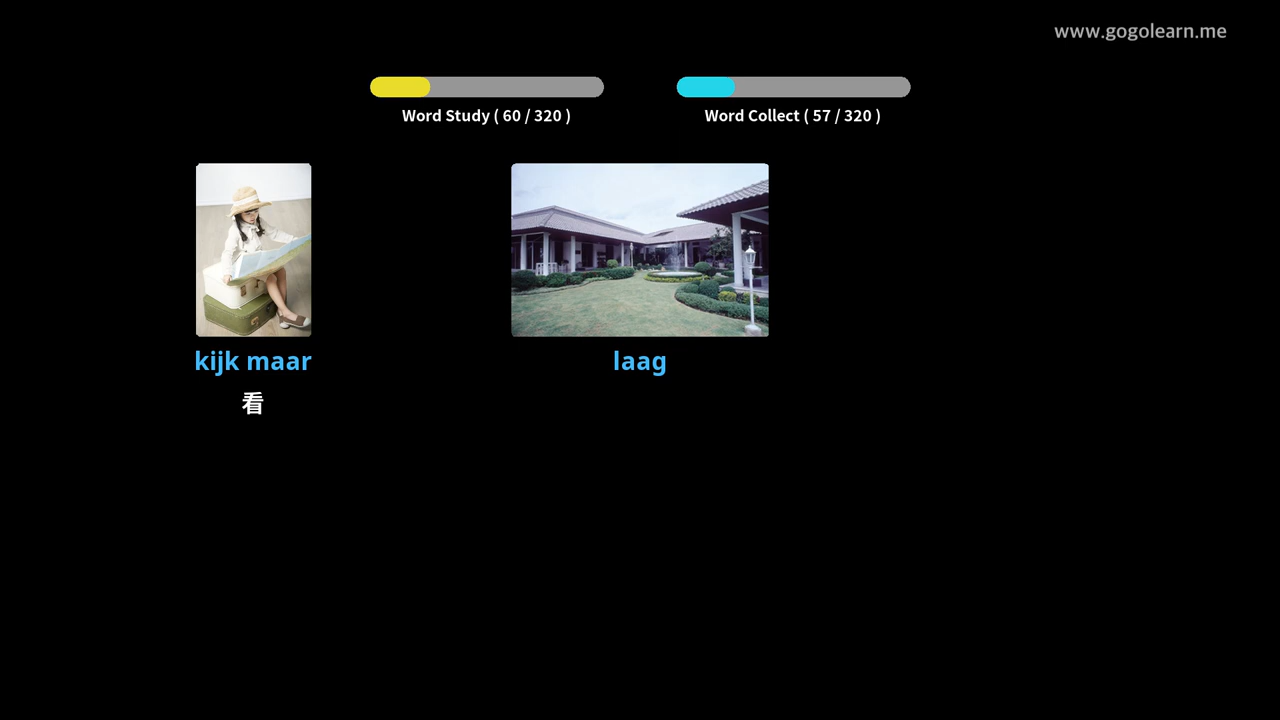 www.gogolearn.me
Word Study ( 60 / 320 )
Word Collect ( 57 / 320 )
kijk maar
laag
看